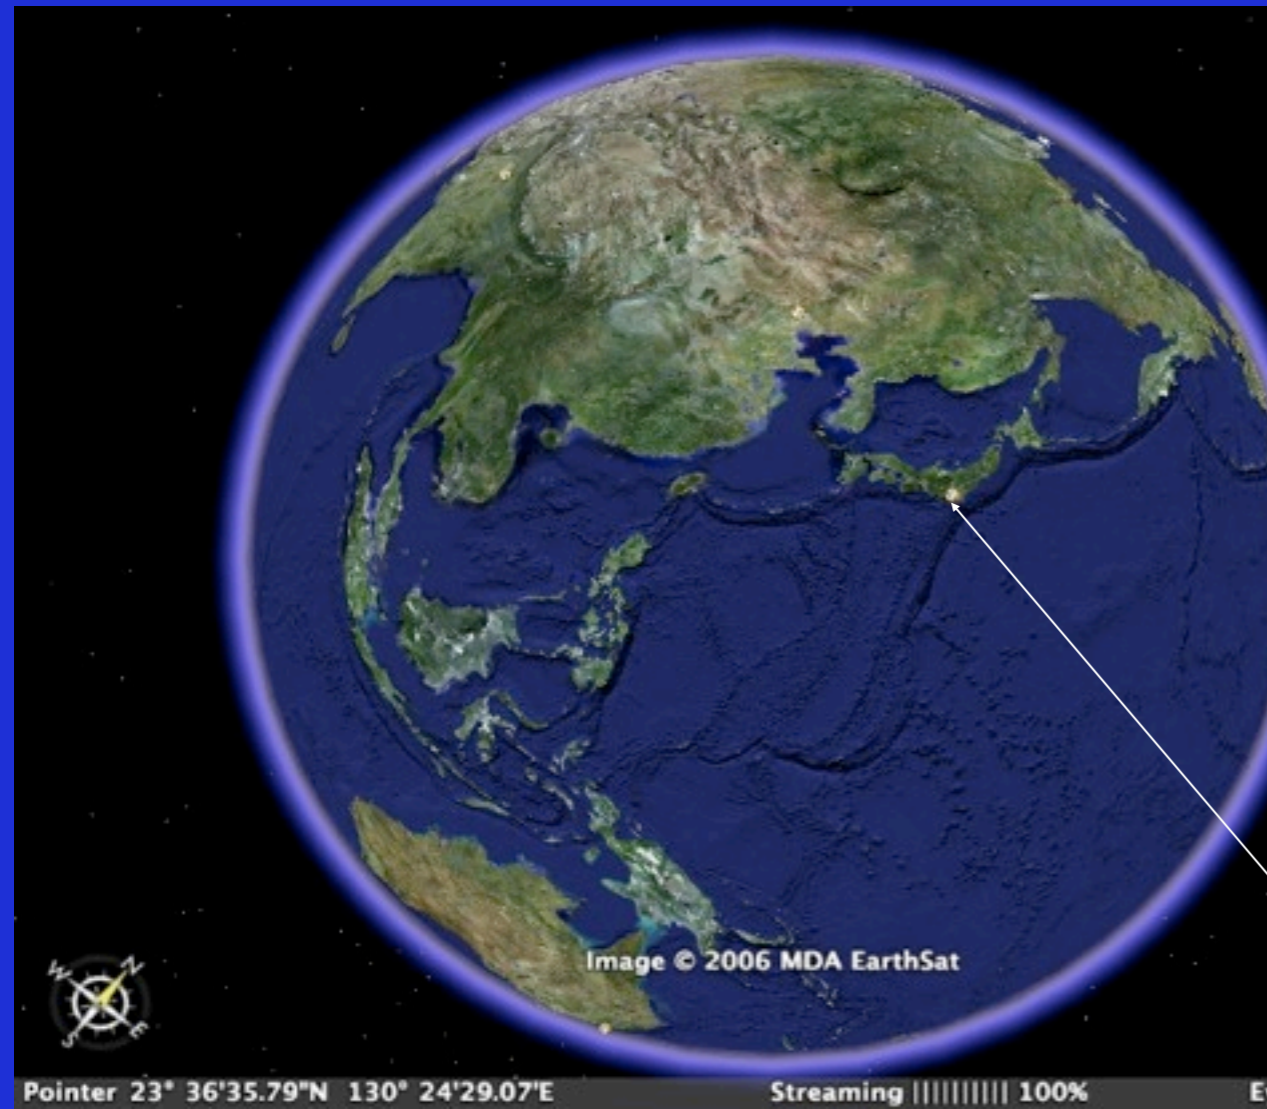 Image © 2006 MDA EarthSat
W N
S E
Pointer 23° 36'35.79"N 130° 24'29.07'E
Streaming |||||||||| 100%